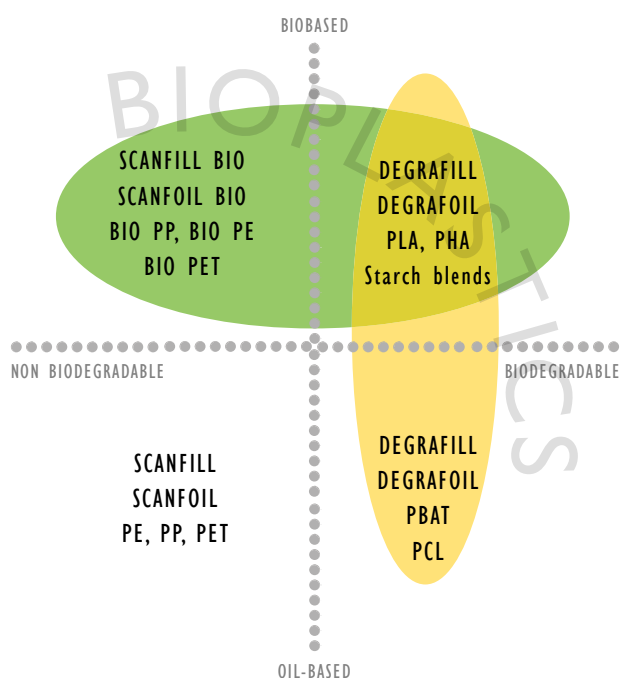 BIOBASED
BIOPLASTICS
SCANFILL BIO
SCANFOIL BIO
BIO PP, BIO PE
BIO PET
DEGRAFILL
DEGRAFOIL
PLA, PHA
Starch blends
NON BIODEGRADABLE
BIODEGRADABLE
SCANFILL
SCANFOIL
PE, PP, PET
DEGRAFILL
DEGRAFOIL
PBAT
PCL
OIL-BASED